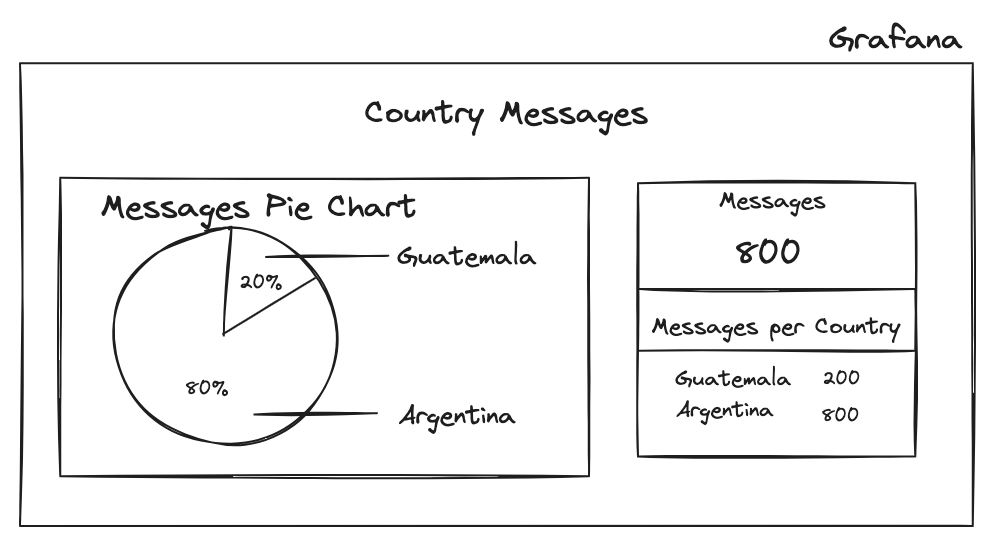 Grafana
Country Messages
Messages Pie Chart
Guatemala
20%
80%
Argentina
Messages
800
Messages per Country
Guatemala 200
Argentina 800